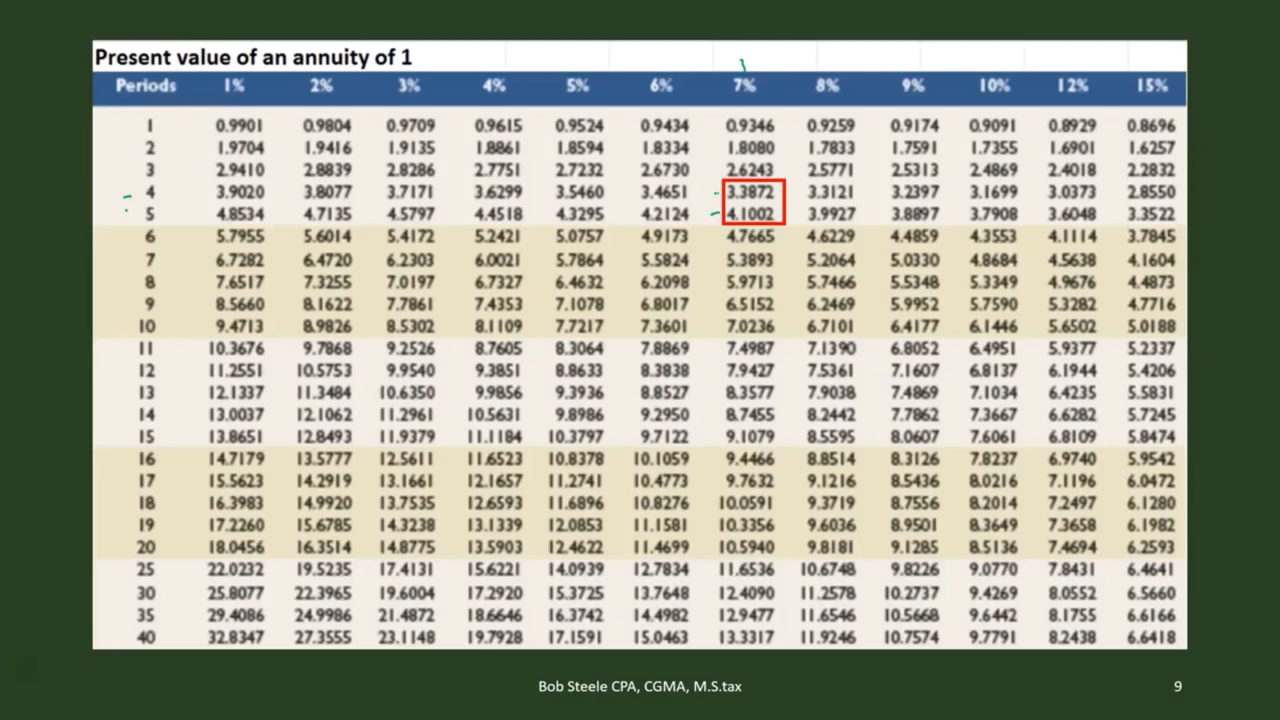 Present value of an annuity of 1
Periods 1% 2% 3% 4% 5% 6% 7% 8% 9% 10% 12% 15%
1 0.9901 0.9804 0.9709 0.9615 0.9524 0.9434 0.9346 0.9259 0.9174 0.9091 0.8929 0.8696
2 1.9704 1.9416 1.9135 1.8861 1.8594 1.8334 1.8080 1.7833 1.7591 1.7355 1.6901 1.6257
3 2.9410 2.8839 2.8286 2.7751 2.7232 2.6730 2.6243 2.5771 2.5313 2.4869 2.4018 2.2832
4 3.9020 3.8077 3.7171 3.6299 3.5460 3.4651 3.3872 3.3121 3.2397 3.1699 3.0373 2.8550
5 4.8534 4.7135 4.5797 4.4518 4.3295 4.2124 4.1002 3.9927 3.8897 3.7908 3.6048 3.3522
6 5.7955 5.6014 5.4172 5.2421 5.0757 4.9173 4.7665 4.6229 4.4859 4.3553 4.1114 3.7845
7 6.7282 6.4720 6.2303 6.0021 5.7864 5.5824 5.3893 5.2064 5.0330 4.8684 4.5638 4.1604
8 7.6517 7.3255 7.0197 6.7327 6.4632 6.2098 5.9713 5.7466 5.5348 5.3349 4.9676 4.4873
9 8.5660 8.1622 7.7861 7.4353 7.1078 6.8017 6.5152 6.2469 5.9952 5.7590 5.3282 4.7716
10 9.4713 8.9826 8.5302 8.1109 7.7217 7.3601 7.0236 6.7101 6.4177 6.1446 5.6502 5.0188
11 10.3676 9.7868 9.2526 8.7605 8.3064 7.8869 7.4987 7.1390 6.8052 6.4951 5.9377 5.2337
12 11.2551 10.5753 9.9540 9.3851 8.8633 8.3838 7.9427 7.5361 7.1607 6.8137 6.1944 5.4206
13 12.1337 11.3484 10.6350 9.9856 9.3936 8.8527 8.3577 7.9038 7.4869 7.1034 6.4235 5.5831
14 13.0037 12.1062 11.2961 10.5631 9.8986 9.2950 8.7455 8.2442 7.7862 7.3667 6.6282 5.7245
15 13.8651 12.8493 11.9379 11.1184 10.3797 9.7122 9.1079 8.5595 8.0607 7.6061 6.8109 5.8474
16 14.7179 13.5777 12.5611 11.6523 10.8378 10.1059 9.4466 8.8514 8.3126 7.8237 6.9740 5.9542
17 15.5623 14.2919 13.1661 12.1657 11.2741 10.4773 9.7632 9.1216 8.5436 8.0216 7.1196 6.0472
18 16.3983 14.9920 13.7535 12.6593 11.6896 10.8276 10.0591 9.3719 8.7556 8.2014 7.2497 6.1280
19 17.2260 15.6785 14.3238 13.1339 12.0853 11.1581 10.3356 9.6036 8.9501 8.3649 7.3658 6.1982
20 18.0456 16.3514 14.8775 13.5903 12.4622 11.4699 10.5940 9.8181 9.1285 8.5136 7.4694 6.2593
25 22.0232 19.5235 17.4131 15.6221 14.0939 12.7834 11.6536 10.6748 9.8226 9.0770 7.8431 6.4641
30 25.8077 22.3965 19.6004 17.2920 15.3725 13.7648 12.4090 11.2578 10.2737 9.4269 8.0552 6.5660
35 29.4086 24.9986 21.4872 18.6646 16.3742 14.4982 12.9477 11.6546 10.5668 9.6442 8.1755 6.6166
40 32.8347 27.3555 23.1148 19.7928 17.1591 15.0463 13.3317 11.9246 10.7574 9.7791 8.2438 6.6418
Bob Steele CPA, CGMA, M.S.tax 9